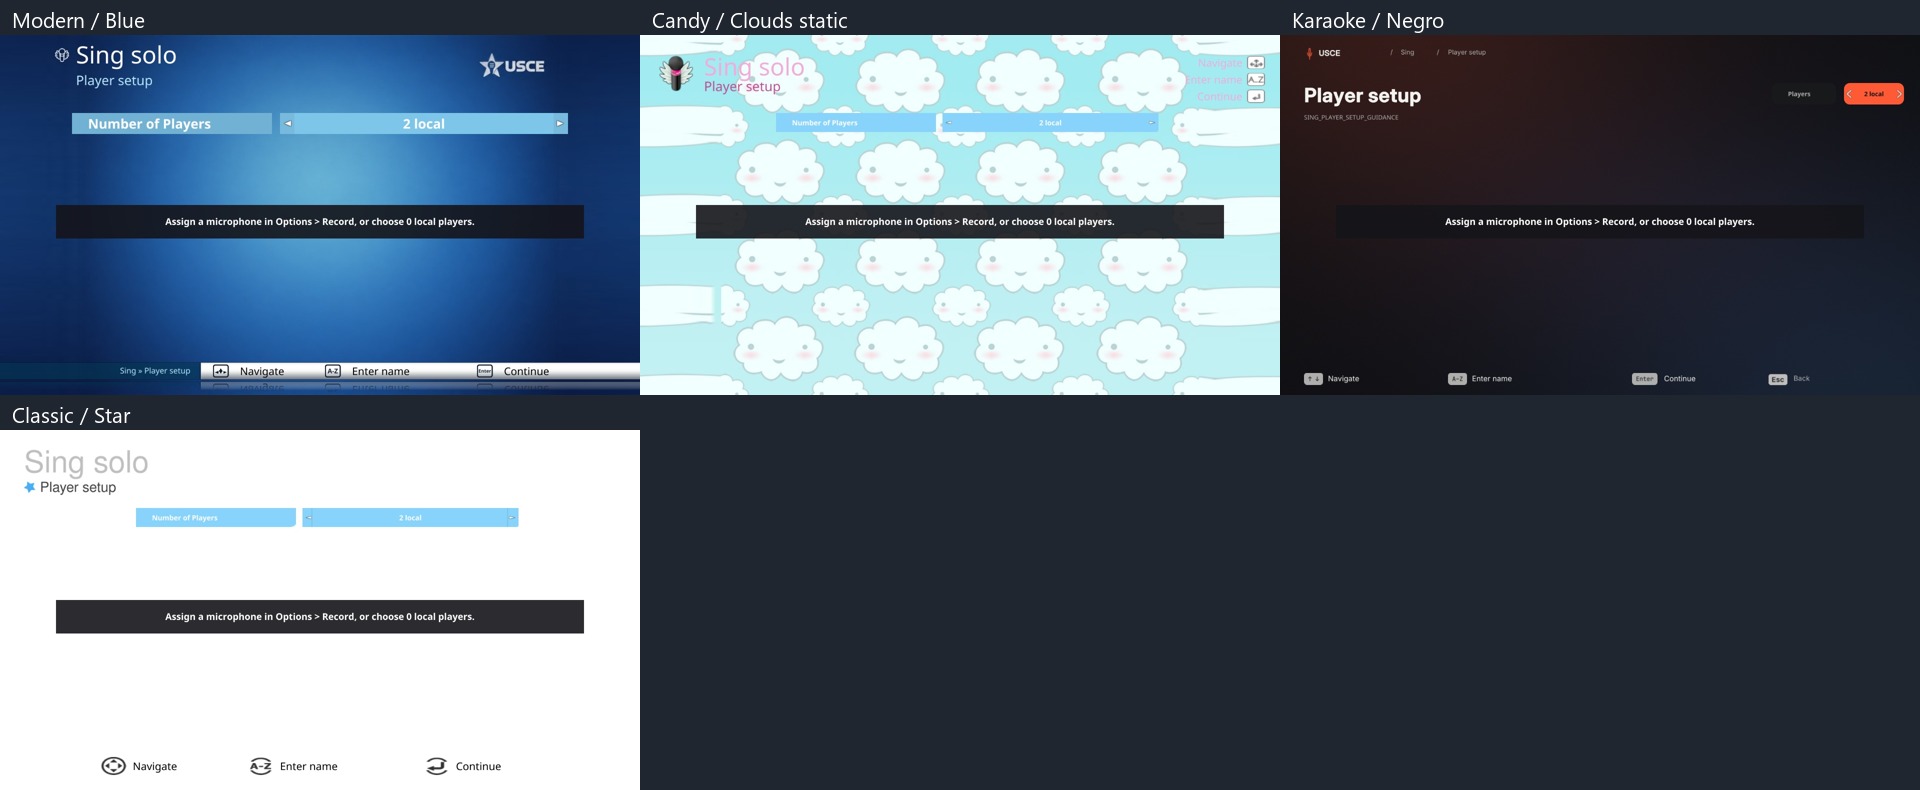 Modern / Blue
Sing solo
Player setup
USCE
Number of Players
2 local
Assign a microphone in Options > Record, or choose 0 local players.
Sing » Player setup
Navigate
A-Z
Enter name
Enter
Continue
Candy / Clouds static
Sing solo
Player setup
Navigate
Enter name
A..Z
Continue
Number of Players
2 local
Assign a microphone in Options > Record, or choose 0 local players.
Karaoke / Negro
USCE / Sing / Player setup
Player setup
SING_PLAYER_SETUP_GUIDANCE
Players
2 local
Assign a microphone in Options > Record, or choose 0 local players.
Navigate
A-Z
Enter name
Enter
Continue
Esc
Back
Classic / Star
Sing solo
Player setup
Number of Players
2 local
Assign a microphone in Options > Record, or choose 0 local players.
Navigate
A-Z
Enter name
Continue